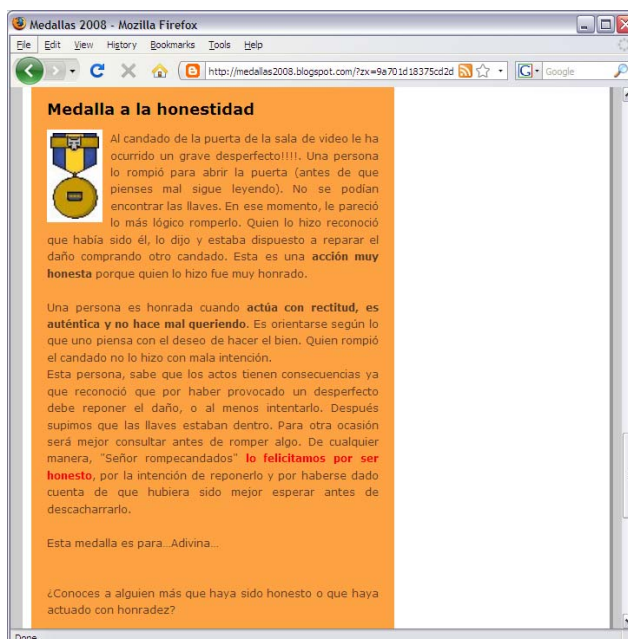 Medallas 2008 - Mozilla Firefox
File Edit View History Bookmarks Tools Help
http://medallas2008.blogspot.com/?zx=9a701d18375cd2d
G Google
Medalla a la honestidad
Al candado de la puerta de la sala de video le ha
ocurrido un grave desperfecto!!!!. Una persona
lo rompió para abrir la puerta (antes de que
pienses mal sigue leyendo). No se podían
encontrar las llaves. En ese momento, le pareció
lo más lógico romperlo. Quien lo hizo reconoció
que había sido él, lo dijo y estaba dispuesto a reparar el
daño comprando otro candado. Esta es una acción muy
honesta porque quien lo hizo fue muy honrado.
Una persona es honrada cuando actúa con rectitud, es
auténtica y no hace mal queriendo. Es orientarse según lo
que uno piensa con el deseo de hacer el bien. Quien rompió
el candado no lo hizo con mala intención.
Esta persona, sabe que los actos tienen consecuencias ya
que reconoció que por haber provocado un desperfecto
debe reponer el daño, o al menos intentarlo. Después
supimos que las llaves estaban dentro. Para otra ocasión
será mejor consultar antes de romper algo. De cualquier
manera, "Señor rompecandados" lo felicitamos por ser
honesto, por la intención de reponerlo y por haberse dado
cuenta de que hubiera sido mejor esperar antes de
descacharrarlo.
Esta medalla es para...Adivina...
¿Conoces a alguien más que haya sido honesto o que haya
actuado con honradez?
Done